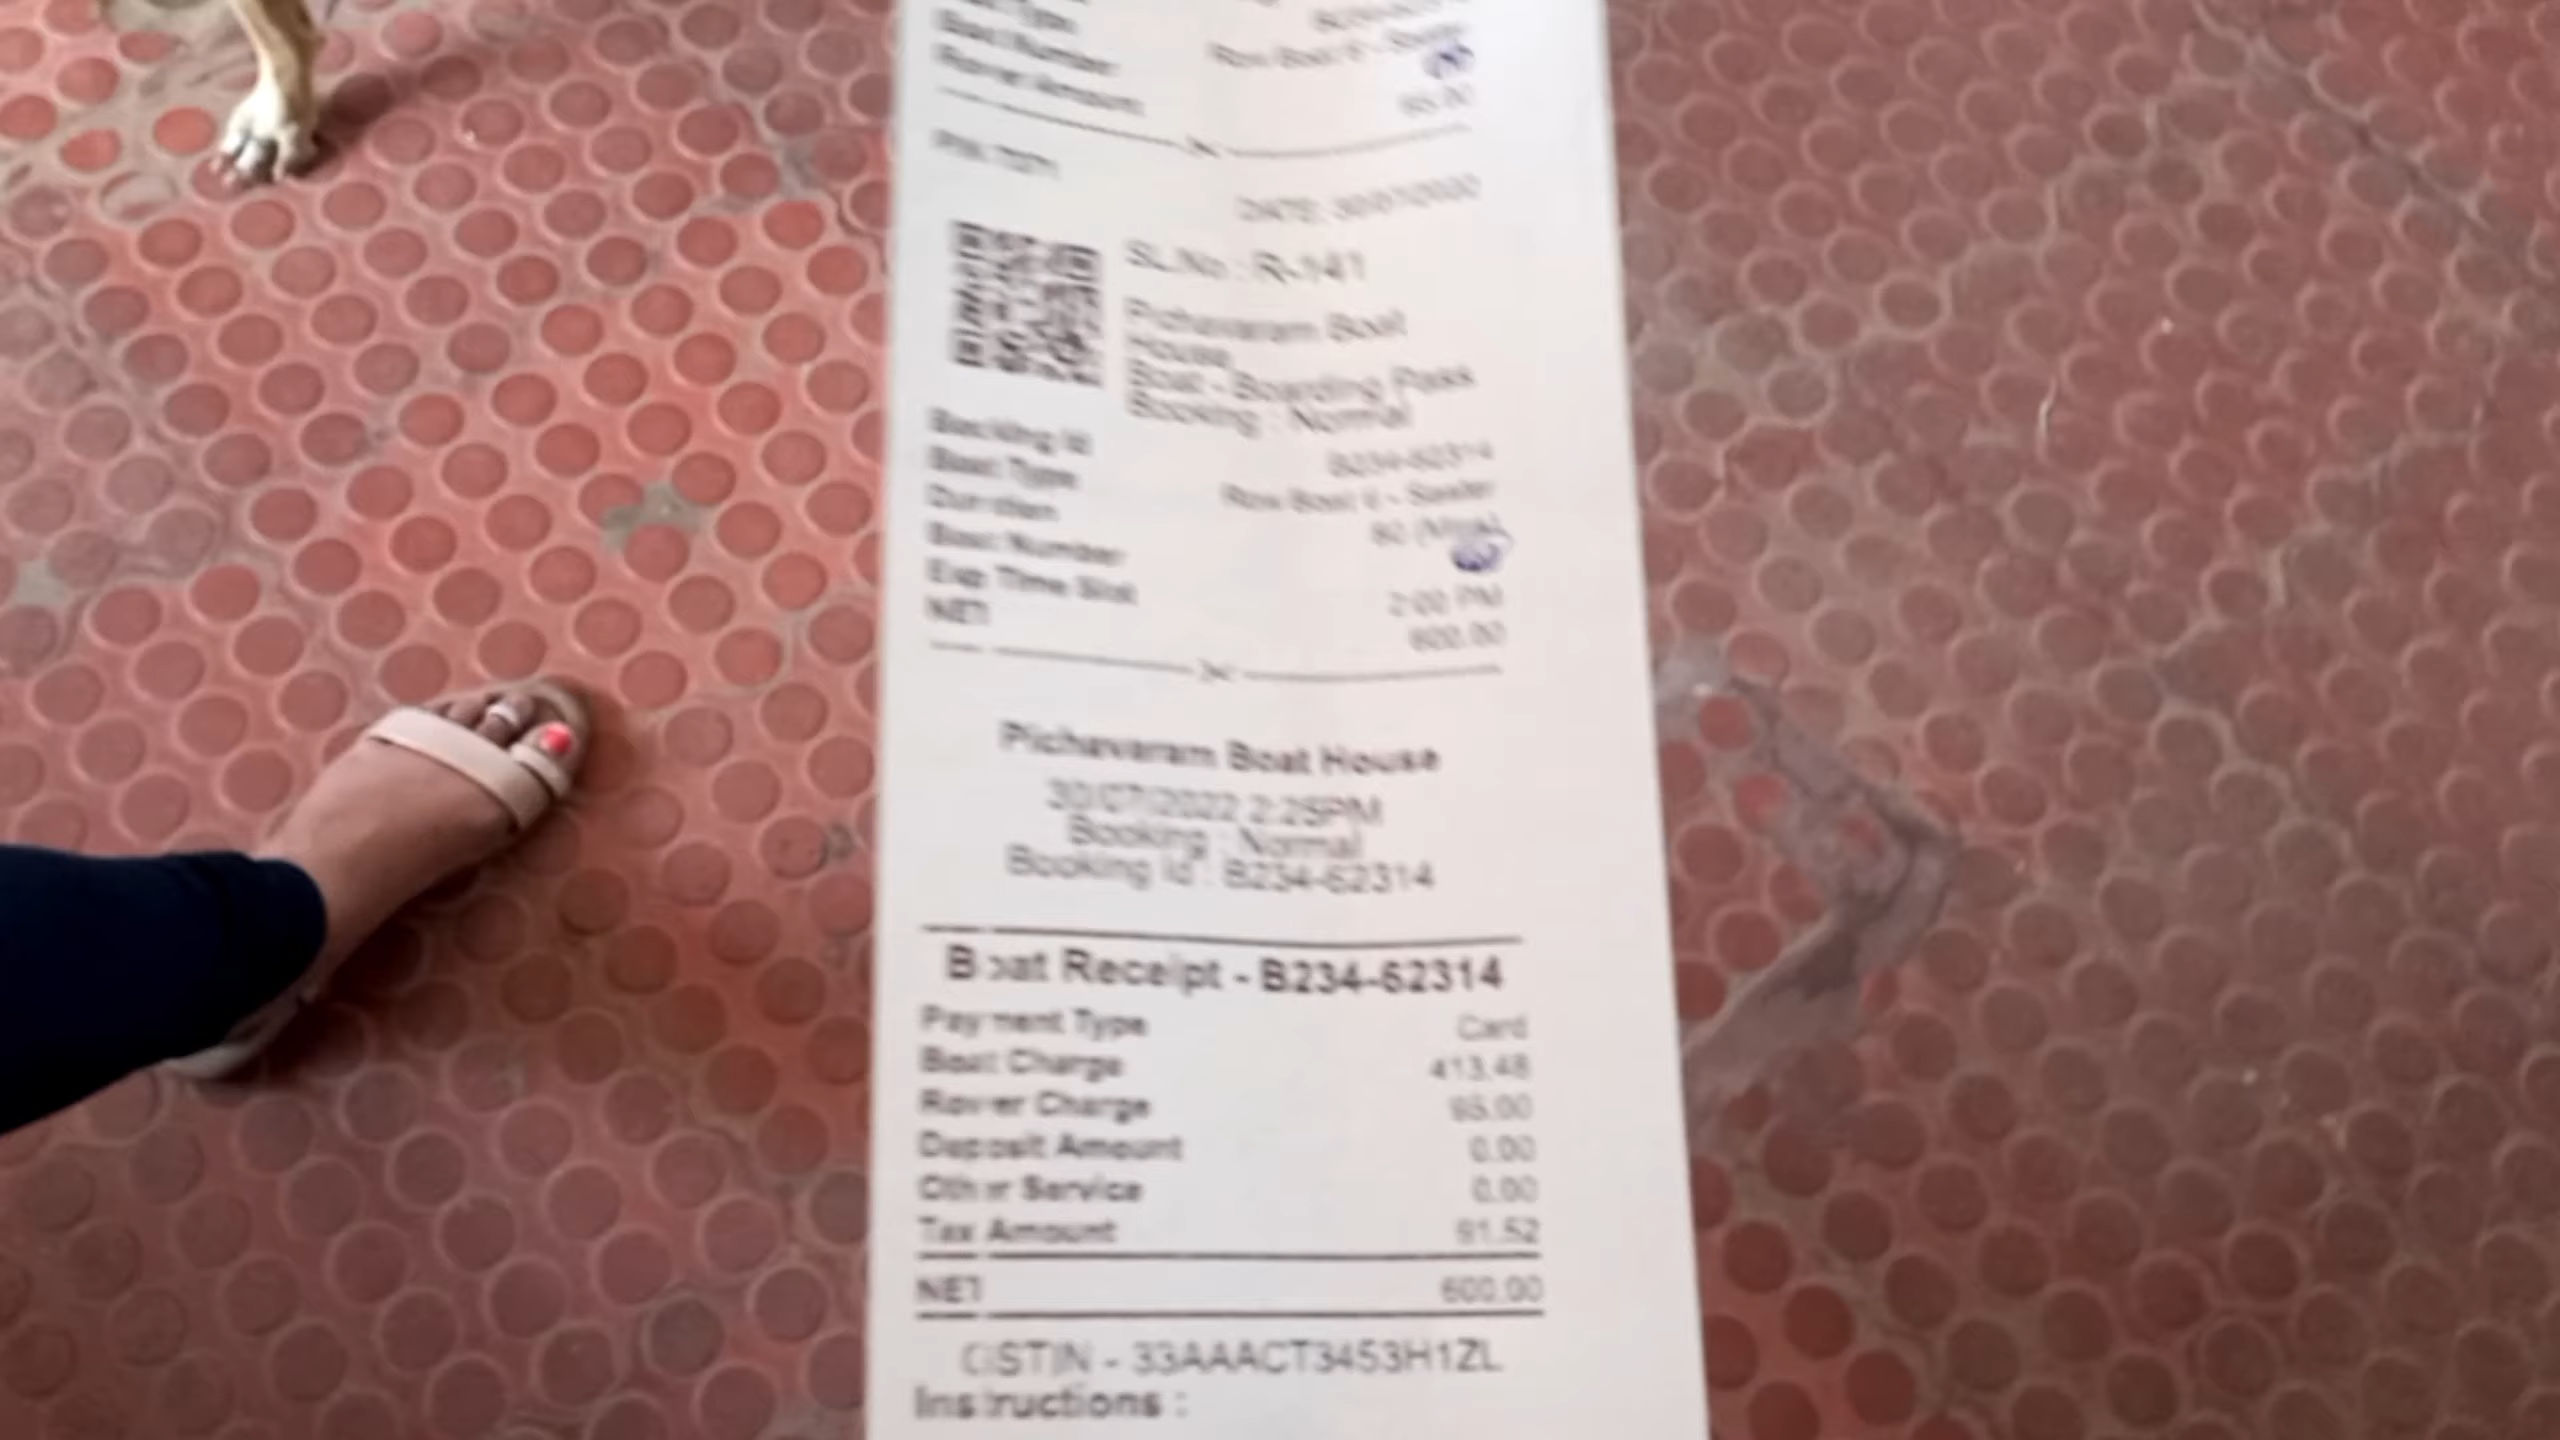 Boat Number
Rower Amount
SL.No : R-141
Pichavaram Boat
House,
Boat - Boarding Pass
Booking : Normal
Booking Id B234-62314
Boat Type Row Boat
Duration
Boat Number
Exp Time Slot 2:00 PM
NET 600.00
Pichavaram Boat House
30/07/2022 2:25PM
Booking : Normal
Booking Id : B234-62314
Boat Receipt - B234-62314
Payment Type Card
Boat Charge 413.48
Rower Charge 95.00
Deposit Amount 0.00
Other Service 0.00
Tax Amount 91.52
NET 600.00
GSTIN - 33AAACT3453H1ZL
Instructions :